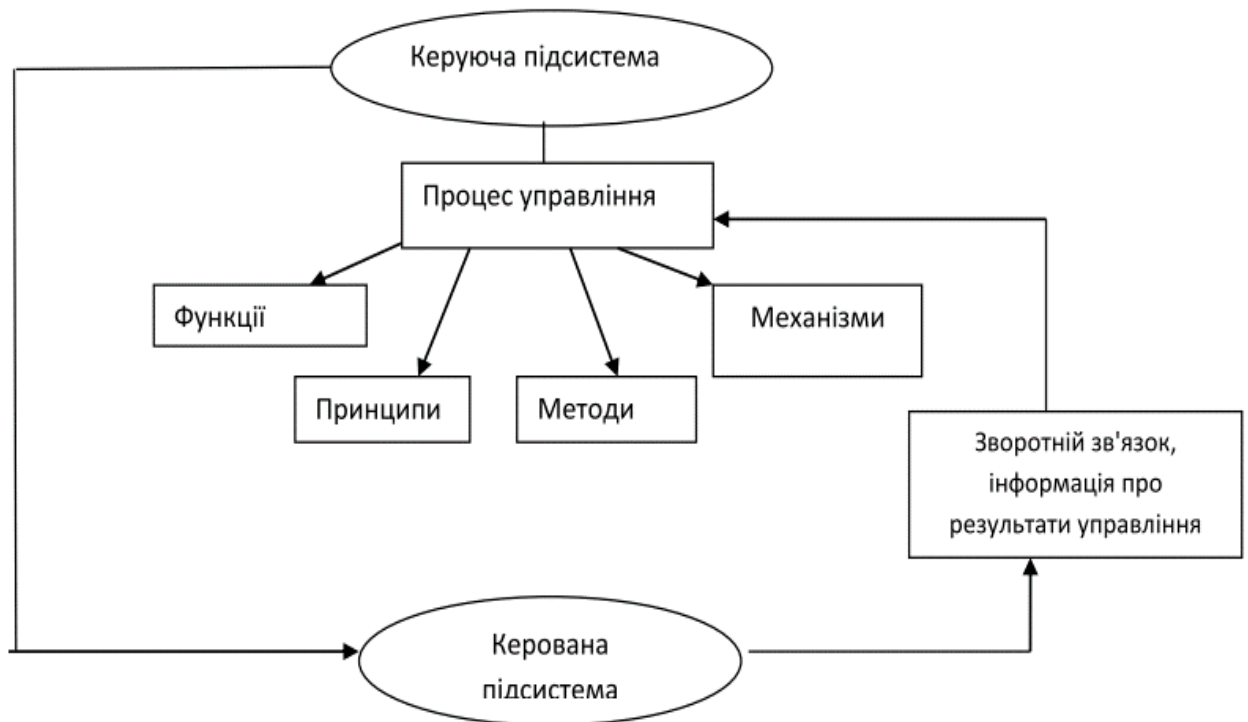 Керуюча підсистема
Процес управління
Функції
Механізми
Принципи
Методи
Зворотній зв'язок,
інформація про
результати управління
Керована
підсистема